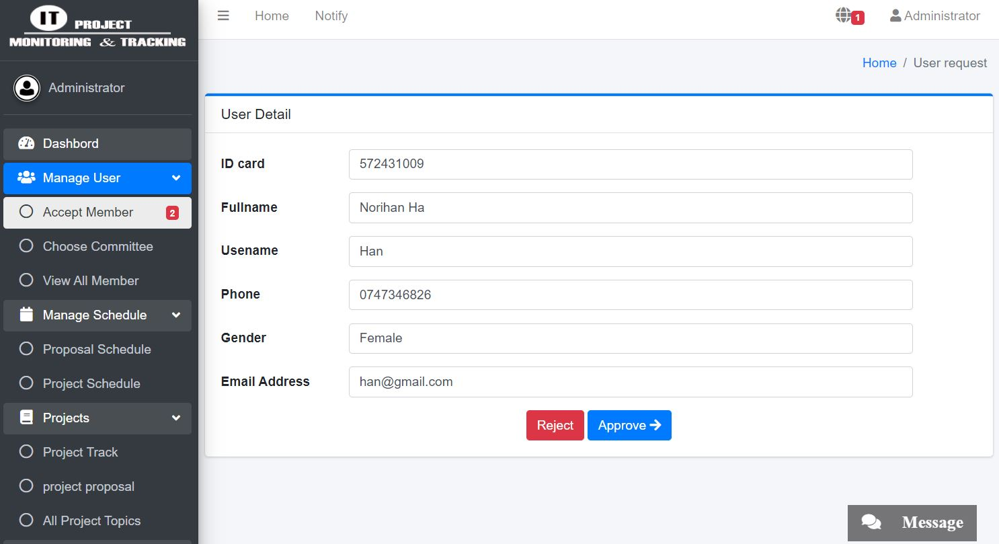 IT PROJECT
MONITORING & TRACKING
Administrator
Dashbord
Manage User
Accept Member 2
Choose Committee
View All Member
Manage Schedule
Proposal Schedule
Project Schedule
Projects
Project Track
project proposal
All Project Topics
Home Notify 1 Administrator
Home / User request
User Detail
ID card 572431009
Fullname Norihan Ha
Usename Han
Phone 0747346826
Gender Female
Email Address han@gmail.com
Reject Approve
Message